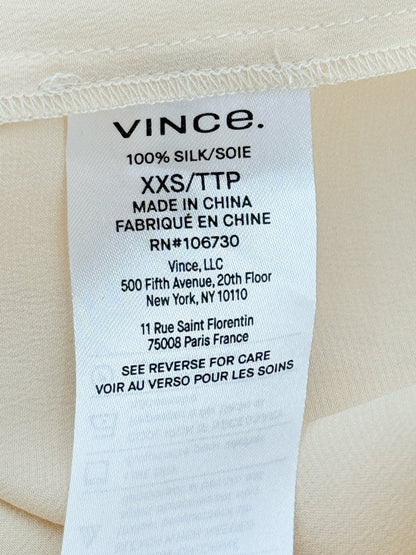 VINCE.
100% SILK/SOIE
XXS/TTP
MADE IN CHINA
FABRIQUÉ EN CHINE
RN#106730
Vince, LLC
500 Fifth Avenue, 20th Floor
New York, NY 10110
11 Rue Saint Florentin
75008 Paris France
SEE REVERSE FOR CARE
VOIR AU VERSO POUR LES SOINS